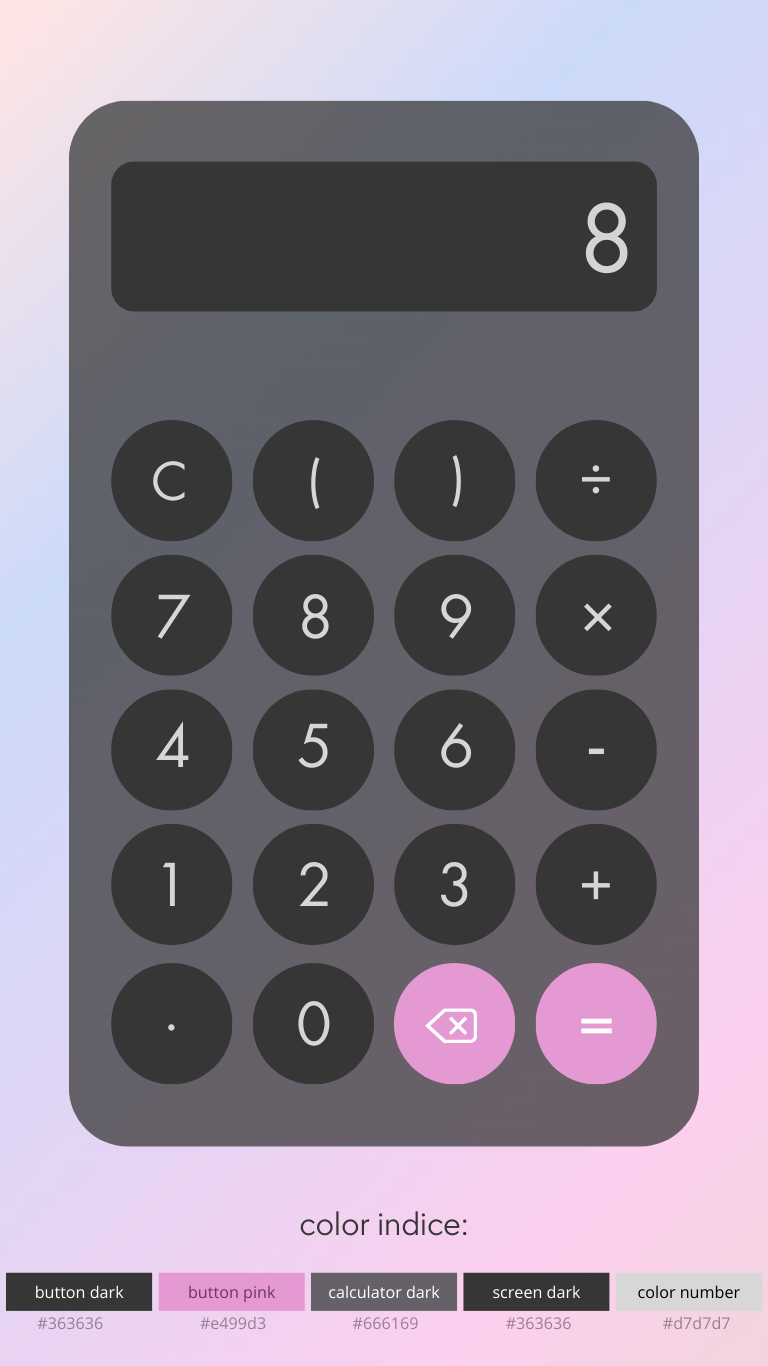 8
C ( ) ÷
7 8 9 ×
4 5 6 -
1 2 3 +
. 0 =
color indice:
button dark button pink calculator dark screen dark color number
#363636 #e499d3 #666169 #363636 #d7d7d7